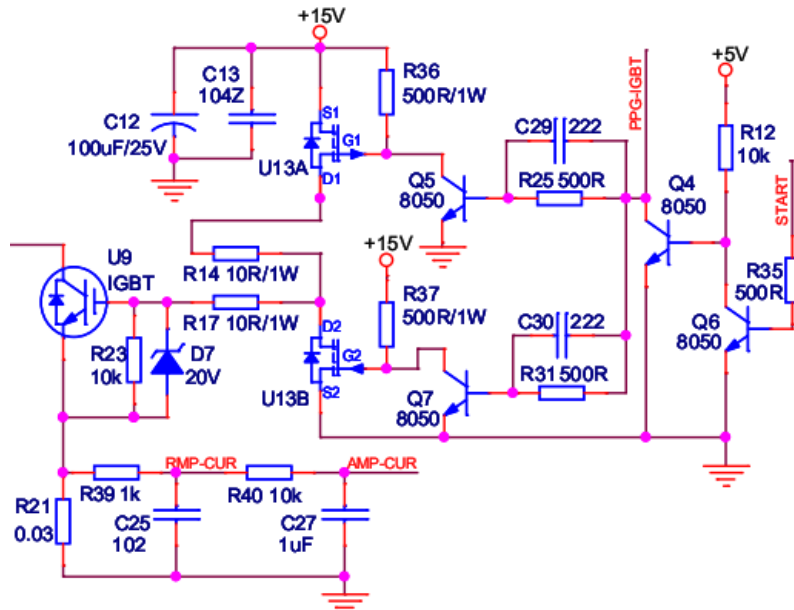 +15V
C13
104Z
R36
500R/1W
C12
100uF/25V
S1
G1
U13A
D1
PPG-IGBT
+5V
R12
10k
C29 222
Q5
8050
R25 500R
Q4
8050
START
R35
500R
+15V
U9
IGBT
R14 10R/1W
R17 10R/1W
R37
500R/1W
D2
G2
S2
U13B
R23
10k
D7
20V
C30 222
Q6
8050
Q7
8050
R31 500R
RMP-CUR
AMP-CUR
R39 1k
R40 10k
R21
0.03
C25
102
C27
1uF